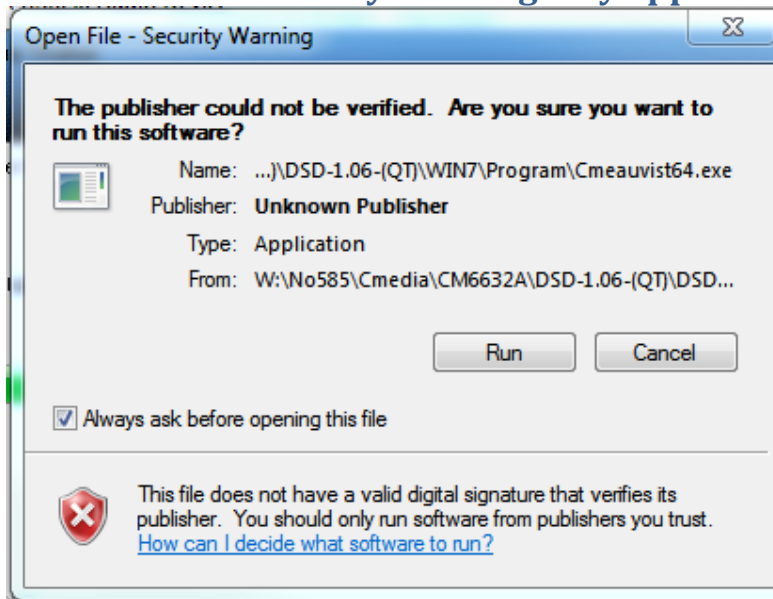 Open File - Security Warning
The publisher could not be verified. Are you sure you want to
run this software?
Name: ...)\DSD-1.06-(QT)\WIN7\Program\Cmeauvist64.exe
Publisher: Unknown Publisher
Type: Application
From: W:\No585\Cmedia\CM6632A\DSD-1.06-(QT)\DSD...
Run Cancel
Always ask before opening this file
This file does not have a valid digital signature that verifies its
publisher. You should only run software from publishers you trust.
How can I decide what software to run?